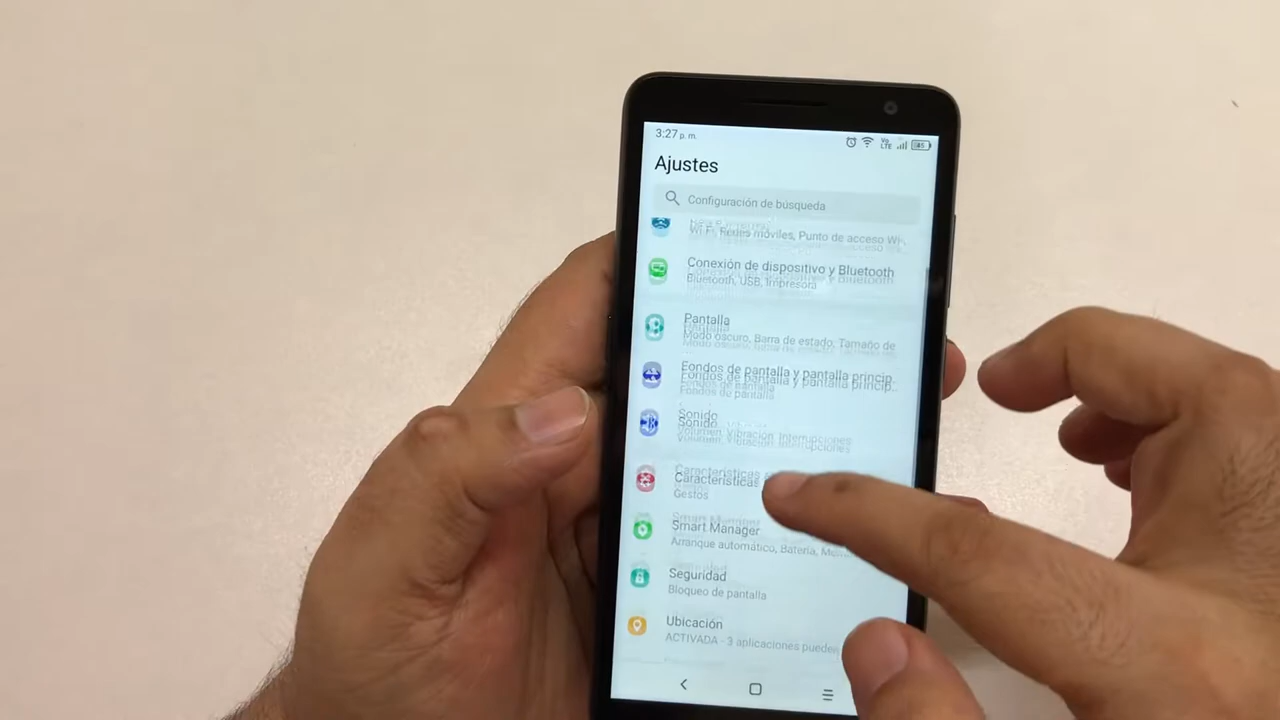 3:27 p. m.
Vo
LTE
85
Ajustes
Configuración de búsqueda
Wi-Fi, Redes móviles, Punto de acceso Wi-
Conexión de dispositivo y Bluetooth
Bluetooth, USB, Impresora
Pantalla
Modo oscuro, Barra de estado, Tamaño de
Fondos de pantalla y pantalla princip...
Fondos de pantalla
Sonido
Volumen, Vibración, Interrupciones
Características
Gestos
Smart Manager
Arranque automático, Batería,
Seguridad
Bloqueo de pantalla
Ubicación
ACTIVADA - 3 aplicaciones pueden